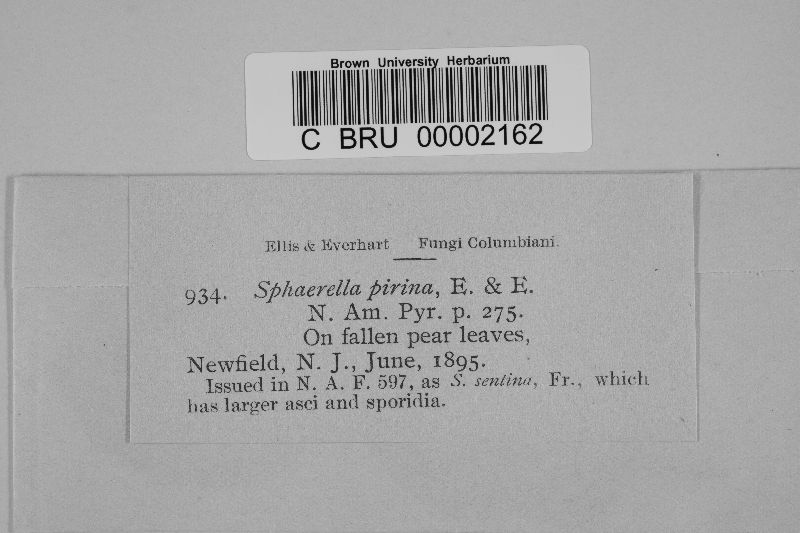 Brown University Herbarium
C BRU 00002162
Ellis & Everhart Fungi Columbiani.
934. Sphaerella pirina, E. & E.
N. Am. Pyr. p. 275.
On fallen pear leaves,
Newfield, N. J., June, 1895.
Issued in N. A. F. 597, as S. sentina, Fr., which
has larger asci and sporidia.